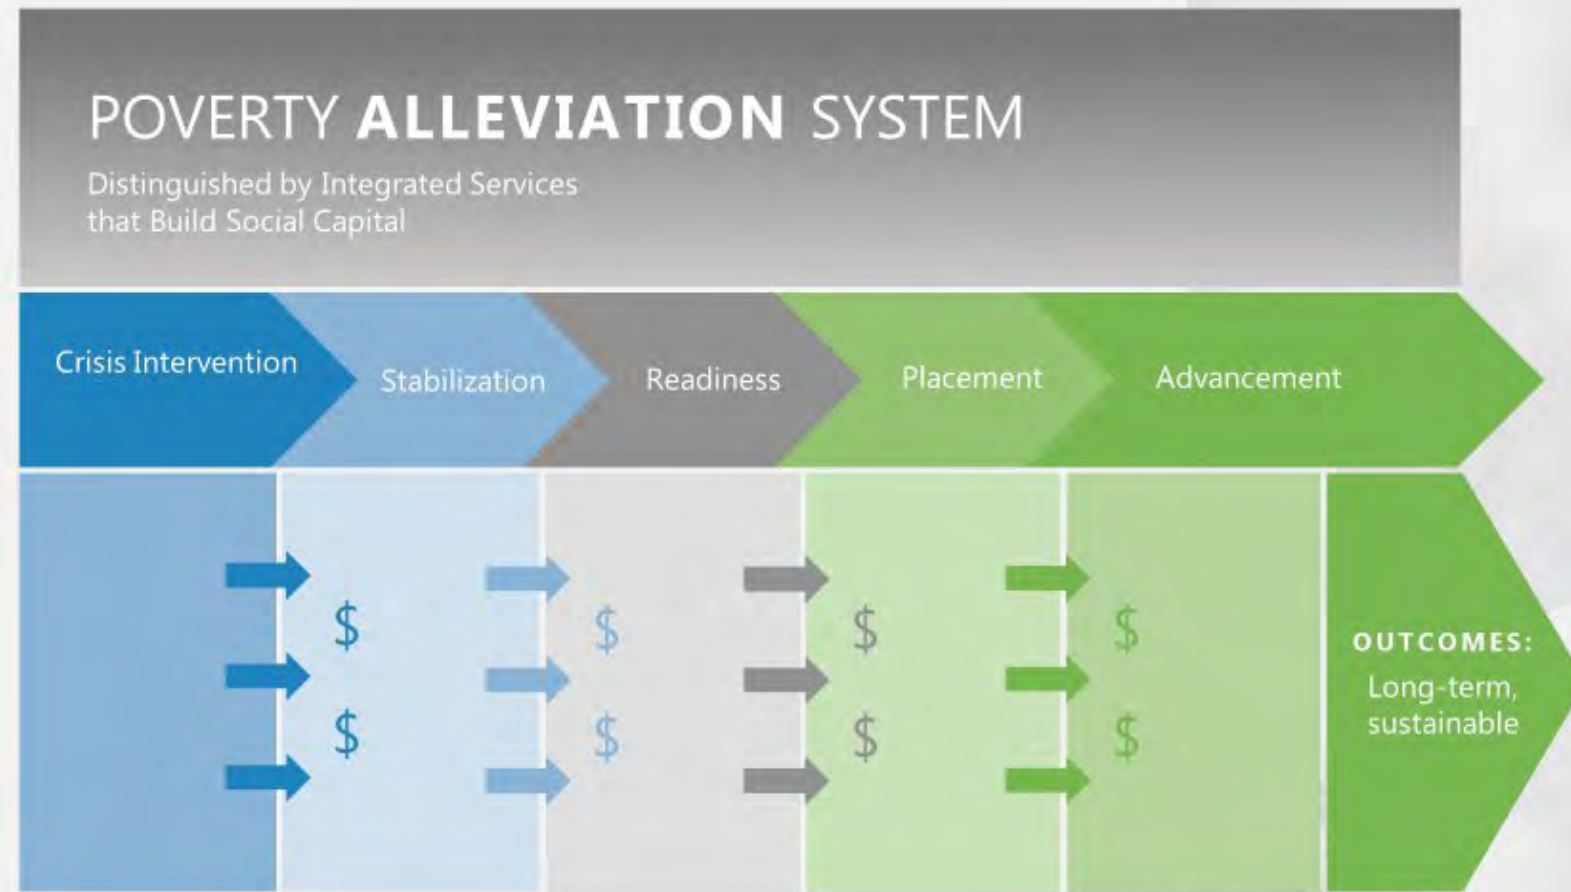 POVERTY ALLEVIATION SYSTEM
Distinguished by Integrated Services
that Build Social Capital
Crisis Intervention
Stabilization
Readiness
Placement
Advancement
$ $ $ $
$ $ $ $
OUTCOMES:
Long-term,
sustainable